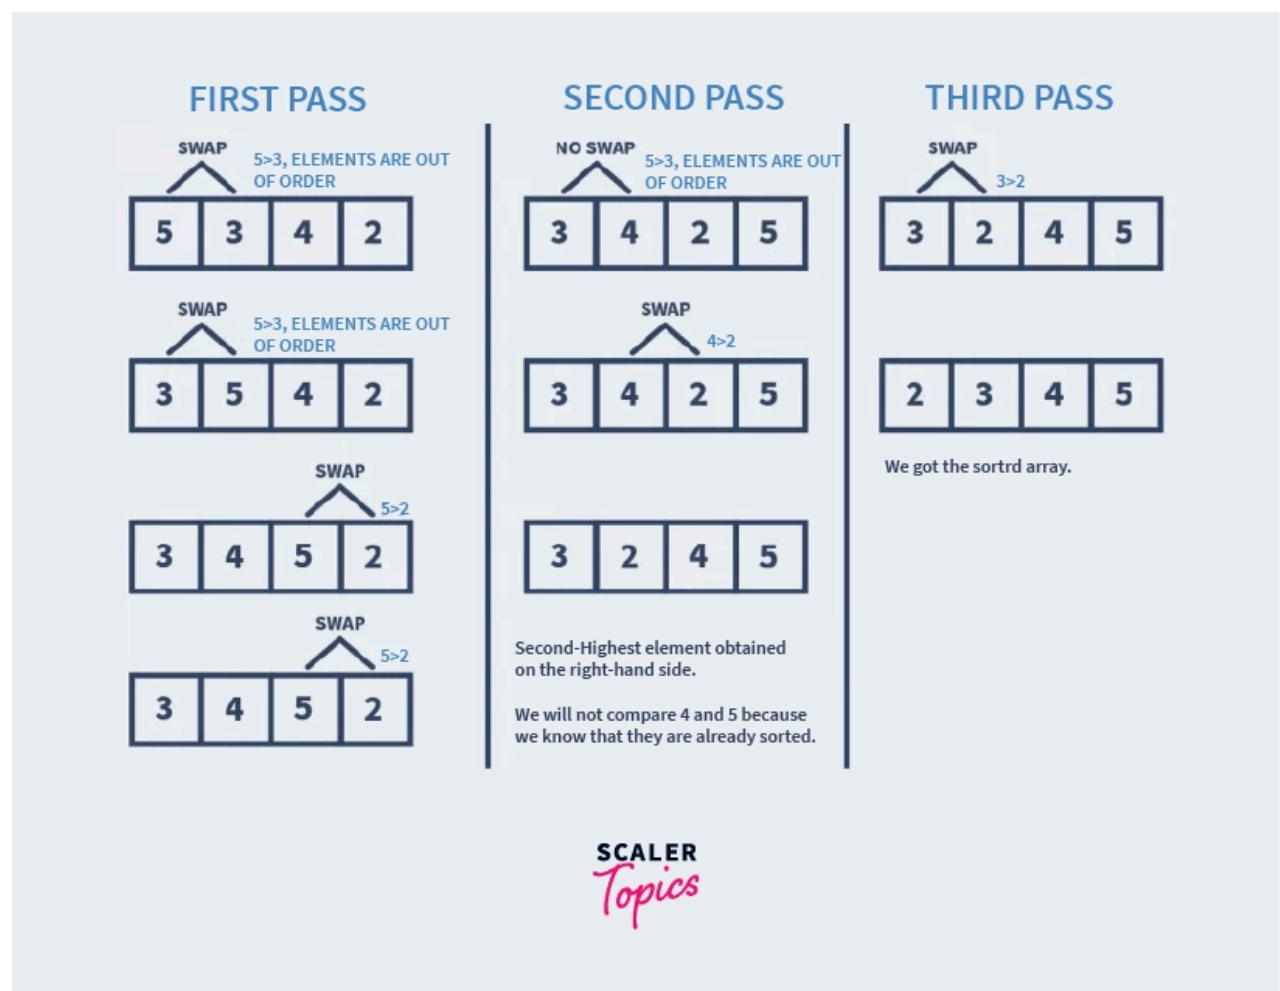 FIRST PASS
SWAP
5>3, ELEMENTS ARE OUT
OF ORDER
5 3 4 2
SWAP
5>3, ELEMENTS ARE OUT
OF ORDER
3 5 4 2
SWAP
5>2
3 4 5 2
SWAP
5>2
3 4 5 2
SECOND PASS
NO SWAP
5>3, ELEMENTS ARE OUT
OF ORDER
3 4 2 5
SWAP
4>2
3 4 2 5
3 2 4 5
Second-Highest element obtained
on the right-hand side.
We will not compare 4 and 5 because
we know that they are already sorted.
THIRD PASS
SWAP
3>2
3 2 4 5
2 3 4 5
We got the sortrd array.
SCALER
Topics